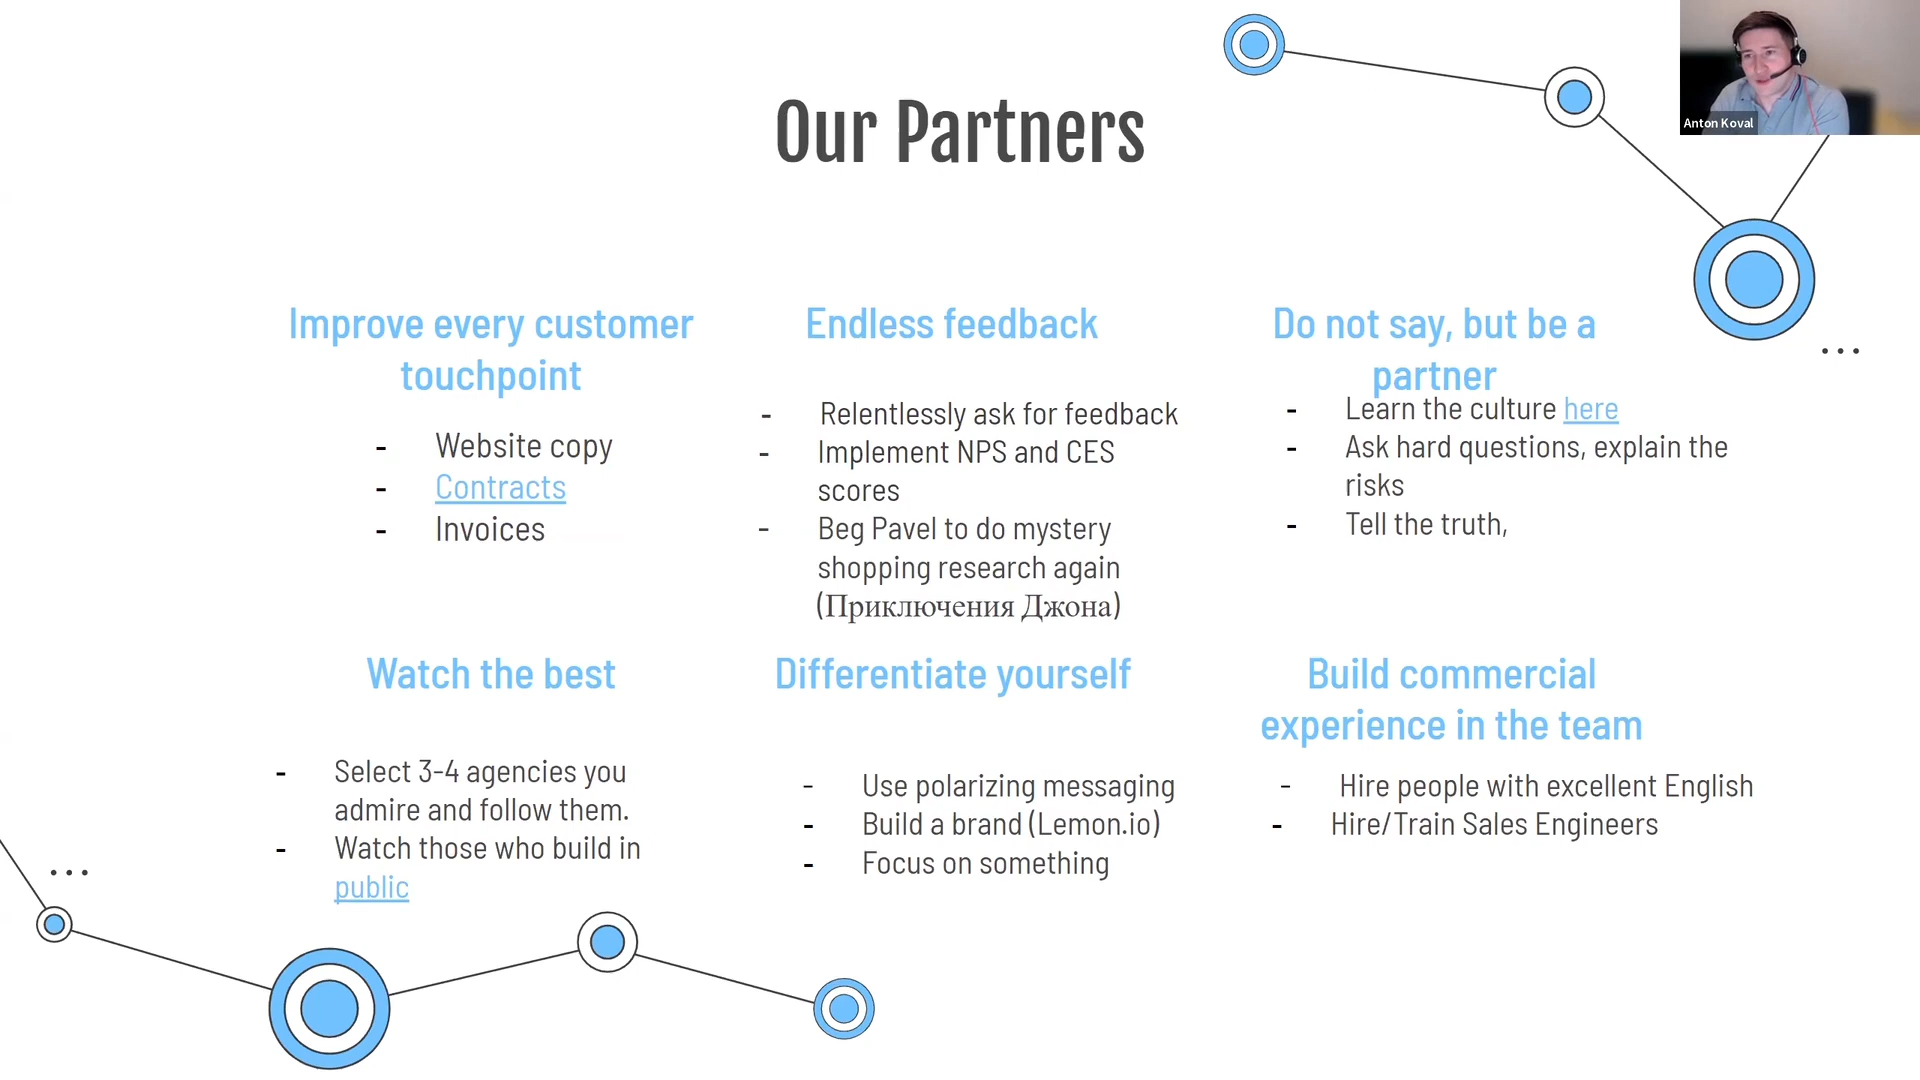 Anton Koval
Our Partners
Improve every customer
touchpoint
- Website copy
- Contracts
- Invoices
Endless feedback
- Relentlessly ask for feedback
- Implement NPS and CES
scores
- Beg Pavel to do mystery
shopping research again
(Приключения Джона)
Do not say, but be a
partner
- Learn the culture here
- Ask hard questions, explain the
risks
- Tell the truth,
Watch the best
- Select 3-4 agencies you
admire and follow them.
- Watch those who build in
public
Differentiate yourself
- Use polarizing messaging
- Build a brand (Lemon.io)
- Focus on something
Build commercial
experience in the team
- Hire people with excellent English
- Hire/Train Sales Engineers